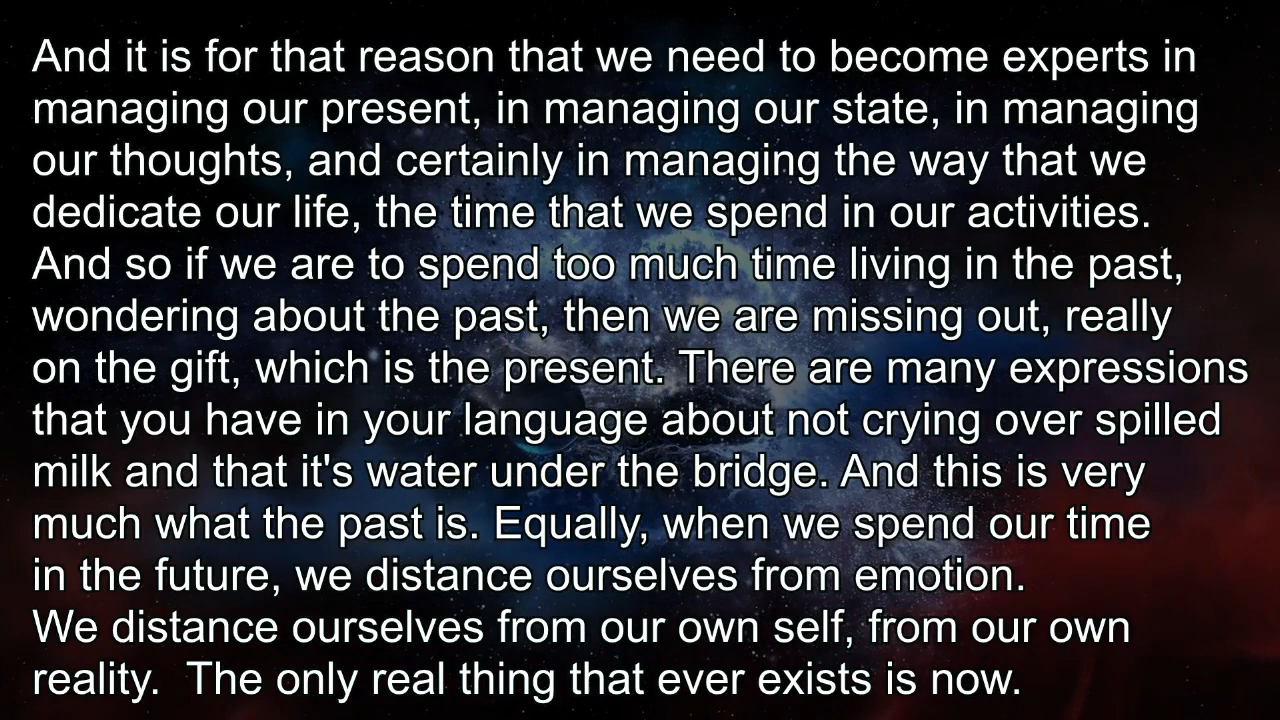 And it is for that reason that we need to become experts in
managing our present, in managing our state, in managing
our thoughts, and certainly in managing the way that we
dedicate our life, the time that we spend in our activities.
And so if we are to spend too much time living in the past,
wondering about the past, then we are missing out, really
on the gift, which is the present. There are many expressions
that you have in your language about not crying over spilled
milk and that it's water under the bridge. And this is very
much what the past is. Equally, when we spend our time
in the future, we distance ourselves from emotion.
We distance ourselves from our own self, from our own
reality.  The only real thing that ever exists is now.